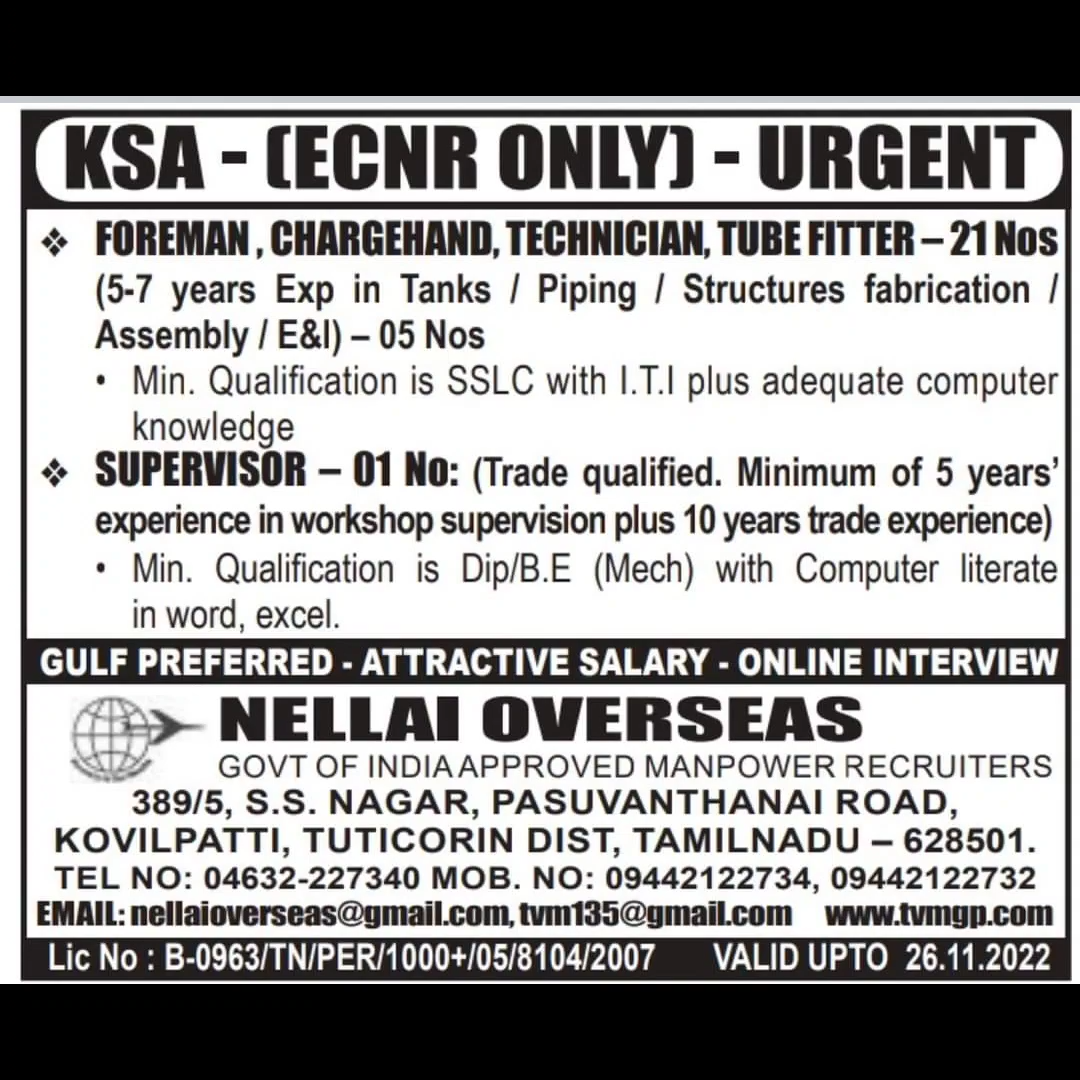 KSA - (ECNR ONLY) - URGENT
❖ FOREMAN , CHARGEHAND, TECHNICIAN, TUBE FITTER – 21 Nos
(5-7 years Exp in Tanks / Piping / Structures fabrication /
Assembly / E&I) – 05 Nos
• Min. Qualification is SSLC with I.T.I plus adequate computer
knowledge
❖ SUPERVISOR – 01 No: (Trade qualified. Minimum of 5 years'
experience in workshop supervision plus 10 years trade experience)
• Min. Qualification is Dip/B.E (Mech) with Computer literate
in word, excel.
GULF PREFERRED - ATTRACTIVE SALARY - ONLINE INTERVIEW
NELLAI OVERSEAS
GOVT OF INDIA APPROVED MANPOWER RECRUITERS
389/5, S.S. NAGAR, PASUVANTHANAI ROAD,
KOVILPATTI, TUTICORIN DIST, TAMILNADU – 628501.
TEL NO: 04632-227340 MOB. NO: 09442122734, 09442122732
EMAIL: nellaioverseas@gmail.com, tvm135@gmail.com www.tvmgp.com
Lic No : B-0963/TN/PER/1000+/05/8104/2007 VALID UPTO 26.11.2022